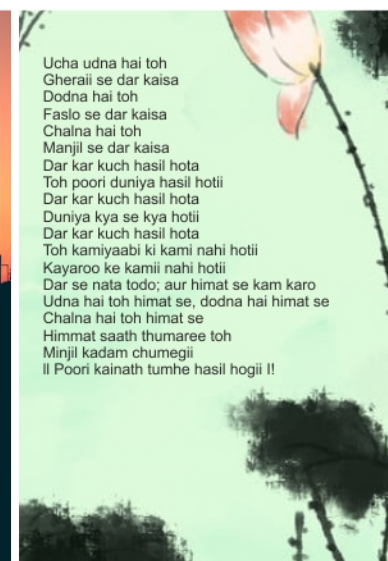 Ucha udna hai toh
Gheraii se dar kaisa
Dodna hai toh
Faslo se dar kaisa
Chalna hai toh
Manjil se dar kaisa
Dar kar kuch hasil hota
Toh poori duniya hasil hotii
Dar kar kuch hasil hota
Duniya kya se kya hotii
Dar kar kuch hasil hota
Toh kamiyaabi ki kami nahi hotii
Kayaroo ke kamii nahi hotii
Dar se nata todo; aur himat se kam karo
Udna hai toh himat se, dodna hai himat se
Chalna hai toh himat se
Himmat saath thumaree toh
Minjil kadam chumegii
ll Poori kainath tumhe hasil hogii I!